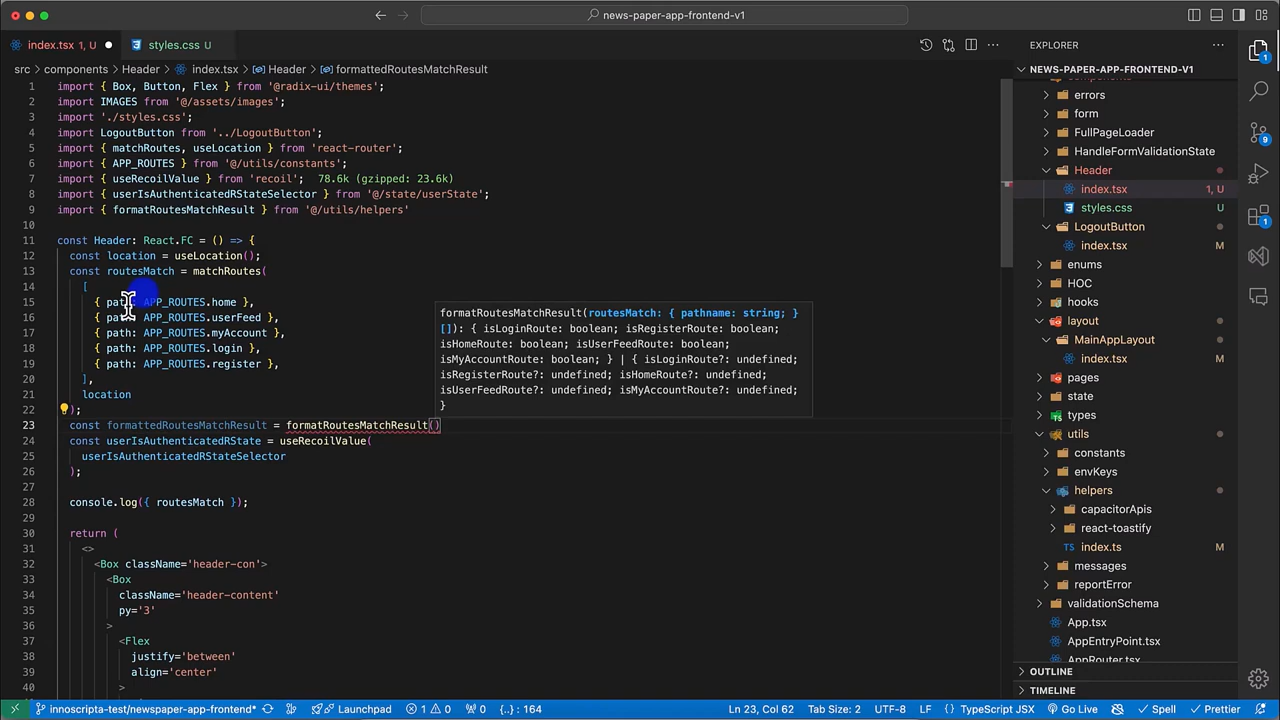 news-paper-app-frontend-v1
index.tsx 1, U
styles.css U
src > components > Header > index.tsx > Header > formattedRoutesMatchResult
1 import { Box, Button, Flex } from '@radix-ui/themes';
2 import IMAGES from '@/assets/images';
3 import './styles.css';
4 import LogoutButton from '../LogoutButton';
5 import { matchRoutes, useLocation } from 'react-router';
6 import { APP_ROUTES } from '@/utils/constants';
7 import { useRecoilValue } from 'recoil'; 78.6k (gzipped: 23.6k)
8 import { userIsAuthenticatedRStateSelector } from '@/state/userState';
9 import { formatRoutesMatchResult } from '@/utils/helpers'
10
11 const Header: React.FC = () => {
12 const location = useLocation();
13 const routesMatch = matchRoutes(
14 [
15 { path: APP_ROUTES.home },
16 { path: APP_ROUTES.userFeed },
17 { path: APP_ROUTES.myAccount },
18 { path: APP_ROUTES.login },
19 { path: APP_ROUTES.register },
20 ],
21 location
22 );
23 const formattedRoutesMatchResult = formatRoutesMatchResult()
24 const userIsAuthenticatedRState = useRecoilValue(
25 userIsAuthenticatedRStateSelector
26 );
27
28 console.log({ routesMatch });
29
30 return (
31 <>
32 <Box className='header-con'>
33 <Box
34 className='header-content'
35 py='3'
36 >
37 <Flex
38 justify='between'
39 align='center'
40 >
formatRoutesMatchResult(routesMatch: { pathname: string; }
[]): { isLoginRoute: boolean; isRegisterRoute: boolean;
isHomeRoute: boolean; isUserFeedRoute: boolean;
isMyAccountRoute: boolean; } | { isLoginRoute?: undefined;
isRegisterRoute?: undefined; isHomeRoute?: undefined;
isUserFeedRoute?: undefined; isMyAccountRoute?: undefined;
}
EXPLORER
NEWS-PAPER-APP-FRONTEND-V1
components
errors
form
FullPageLoader
HandleFormValidationState
Header
index.tsx 1, U
styles.css U
LogoutButton
index.tsx M
enums
HOC
hooks
layout
MainAppLayout
index.tsx M
pages
state
types
utils
constants
envKeys
helpers
capacitorApis
react-toastify
TS index.ts M
messages
reportError
validationSchema
App.tsx
AppEntryPoint.tsx
AppRouter.tsx
OUTLINE
TIMELINE
1
9
1
innoscripta-test/newspaper-app-frontend* Launchpad 1 0 0 {..} : 164 Ln 23, Col 62 Tab Size: 2 UTF-8 LF {} TypeScript JSX Go Live Spell Prettier